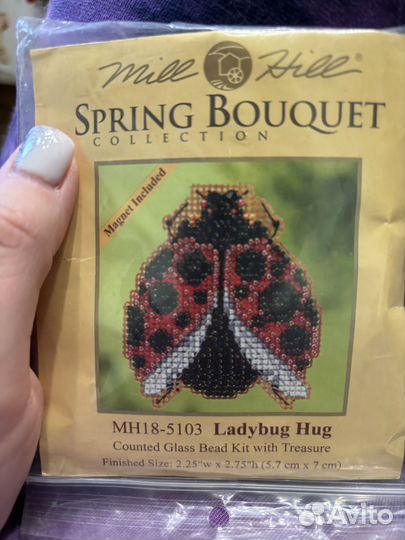 Mill Hill®
SPRING BOUQUET
COLLECTION
Magnet Included
MH18-5103 Ladybug Hug
Counted Glass Bead Kit with Treasure
Finished Size: 2.25"w x 2.75"h (5.7 cm x 7 cm)
Avito